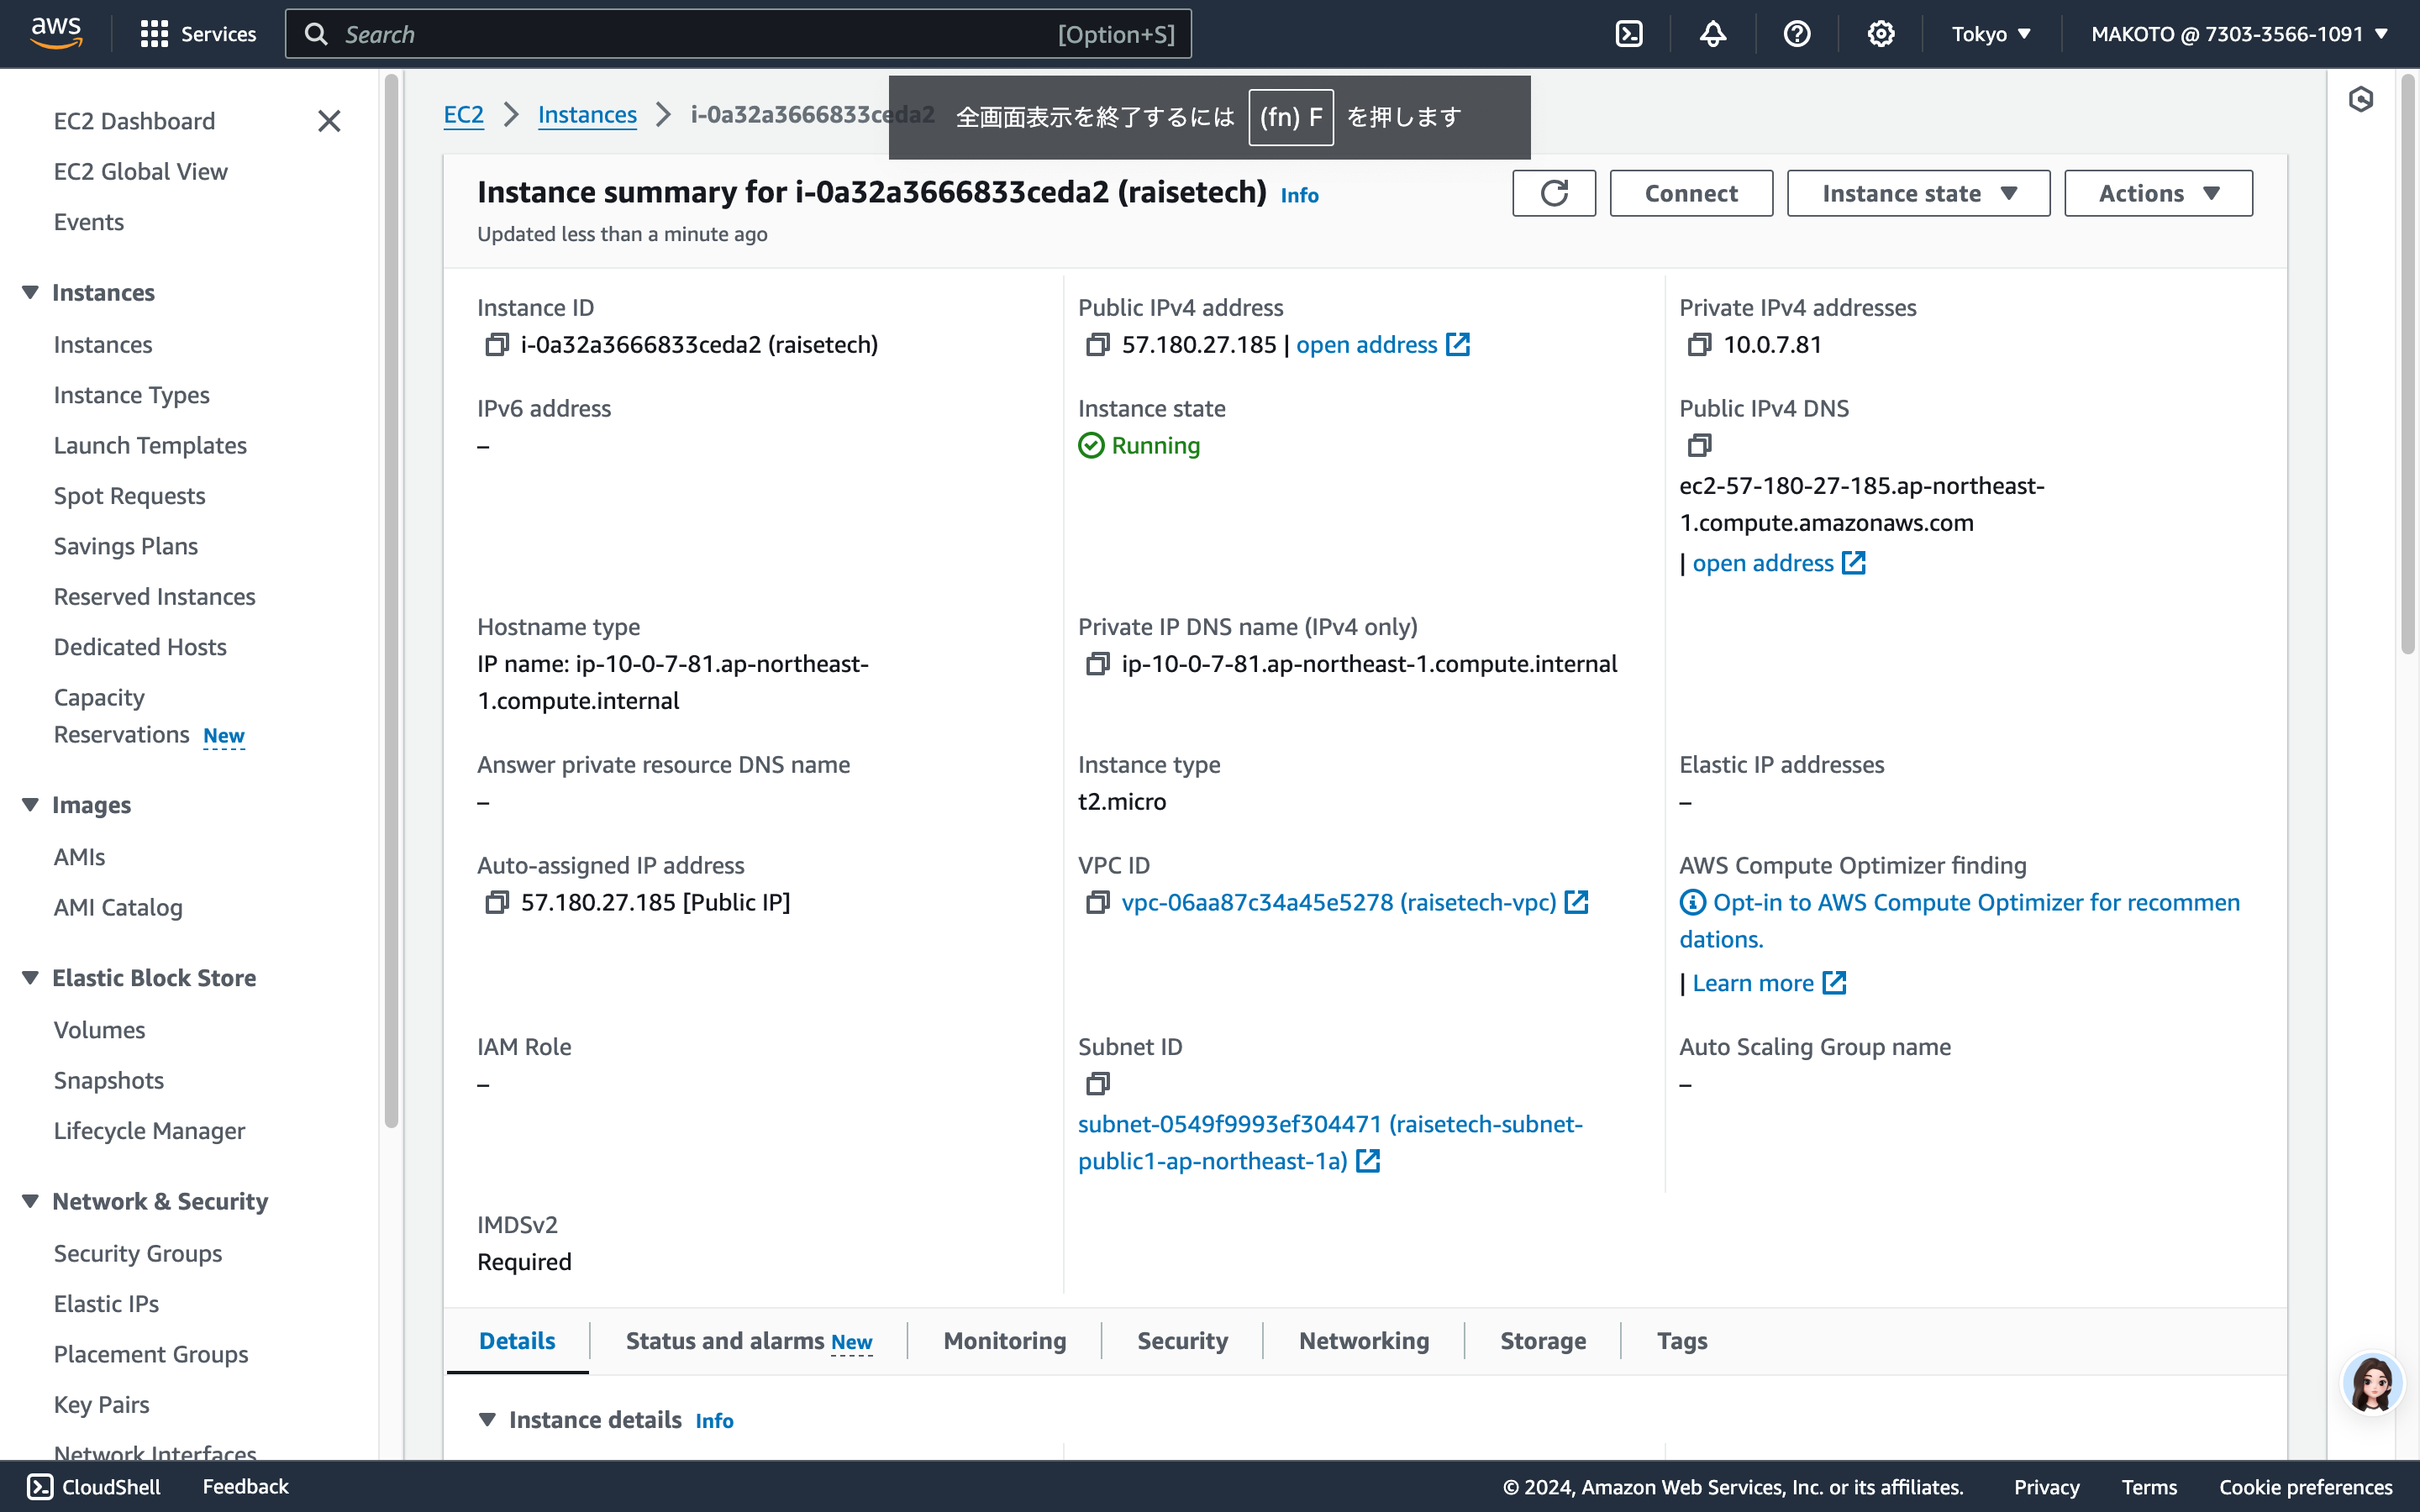 aws
Services
Search
[Option+S]
Tokyo ▼
MAKOTO @ 7303-3566-1091 ▼
全画面表示を終了するには (fn) F を押します
EC2 Dashboard
EC2 Global View
Events
Instances
Instances
Instance Types
Launch Templates
Spot Requests
Savings Plans
Reserved Instances
Dedicated Hosts
Capacity
Reservations New
Images
AMIs
AMI Catalog
Elastic Block Store
Volumes
Snapshots
Lifecycle Manager
Network & Security
Security Groups
Elastic IPs
Placement Groups
Key Pairs
Network Interfaces
EC2 > Instances > i-0a32a3666833ceda2
Instance summary for i-0a32a3666833ceda2 (raisetech) Info
Updated less than a minute ago
Connect
Instance state ▼
Actions ▼
Instance ID
i-0a32a3666833ceda2 (raisetech)
Public IPv4 address
57.180.27.185 | open address
Private IPv4 addresses
10.0.7.81
IPv6 address
–
Instance state
Running
Public IPv4 DNS
ec2-57-180-27-185.ap-northeast-
1.compute.amazonaws.com
| open address
Hostname type
IP name: ip-10-0-7-81.ap-northeast-
1.compute.internal
Private IP DNS name (IPv4 only)
ip-10-0-7-81.ap-northeast-1.compute.internal
Answer private resource DNS name
–
Instance type
t2.micro
Elastic IP addresses
–
Auto-assigned IP address
57.180.27.185 [Public IP]
VPC ID
vpc-06aa87c34a45e5278 (raisetech-vpc)
AWS Compute Optimizer finding
Opt-in to AWS Compute Optimizer for recommen
dations.
| Learn more
IAM Role
–
Subnet ID
subnet-0549f9993ef304471 (raisetech-subnet-
public1-ap-northeast-1a)
Auto Scaling Group name
–
IMDSv2
Required
Details
Status and alarms New
Monitoring
Security
Networking
Storage
Tags
Instance details Info
CloudShell
Feedback
© 2024, Amazon Web Services, Inc. or its affiliates.
Privacy
Terms
Cookie preferences